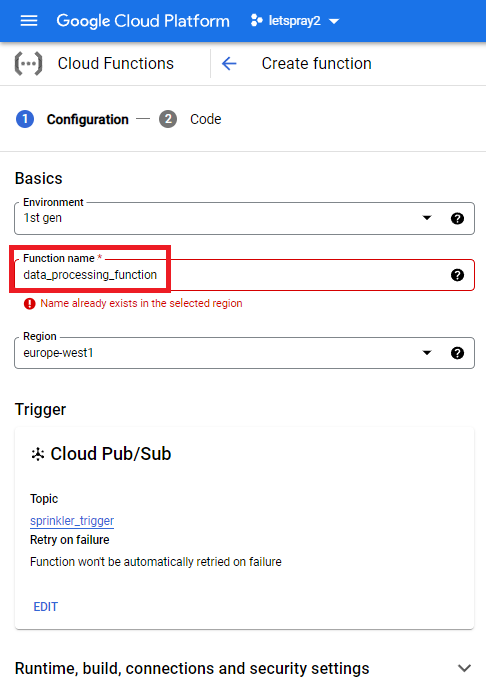 Google Cloud Platform letspray2
Cloud Functions Create function
1 Configuration — 2 Code
Basics
Environment
1st gen
Function name *
data_processing_function
Name already exists in the selected region
Region
europe-west1
Trigger
Cloud Pub/Sub
Topic
sprinkler_trigger
Retry on failure
Function won't be automatically retried on failure
EDIT
Runtime, build, connections and security settings